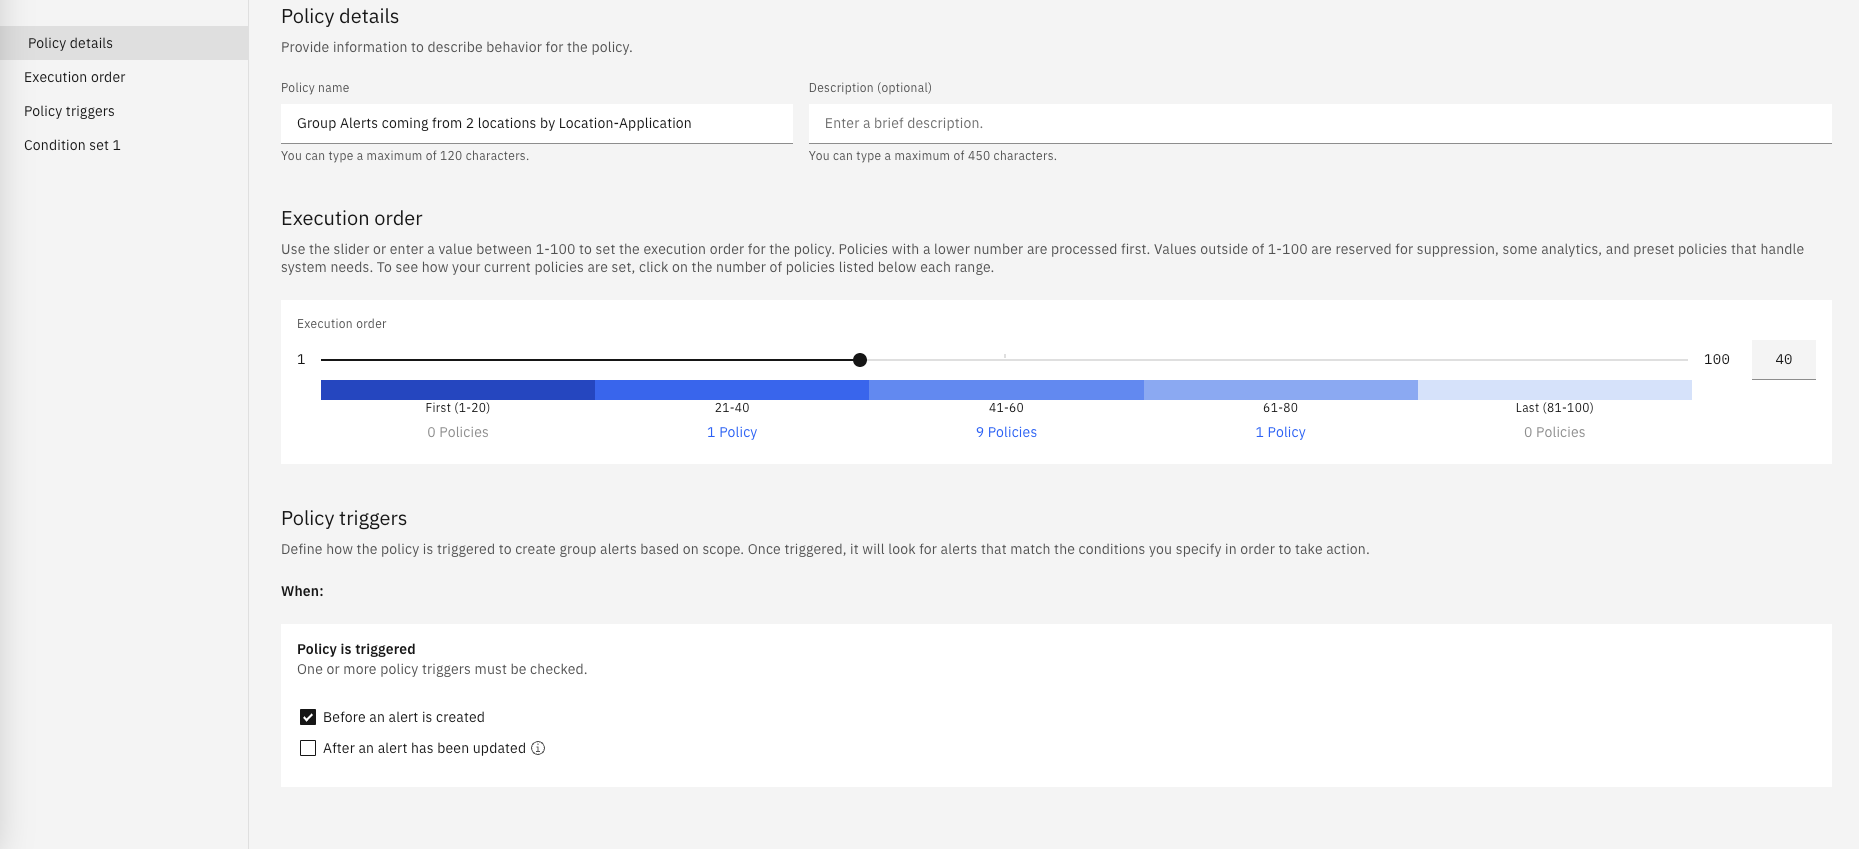 Policy details
Execution order
Policy triggers
Condition set 1
Policy details
Provide information to describe behavior for the policy.
Policy name
Description (optional)
Group Alerts coming from 2 locations by Location-Application
Enter a brief description.
You can type a maximum of 120 characters.
You can type a maximum of 450 characters.
Execution order
Use the slider or enter a value between 1-100 to set the execution order for the policy. Policies with a lower number are processed first. Values outside of 1-100 are reserved for suppression, some analytics, and preset policies that handle
system needs. To see how your current policies are set, click on the number of policies listed below each range.
Execution order
1
100
40
First (1-20)
21-40
41-60
61-80
Last (81-100)
0 Policies
1 Policy
9 Policies
1 Policy
0 Policies
Policy triggers
Define how the policy is triggered to create group alerts based on scope. Once triggered, it will look for alerts that match the conditions you specify in order to take action.
When:
Policy is triggered
One or more policy triggers must be checked.
Before an alert is created
After an alert has been updated